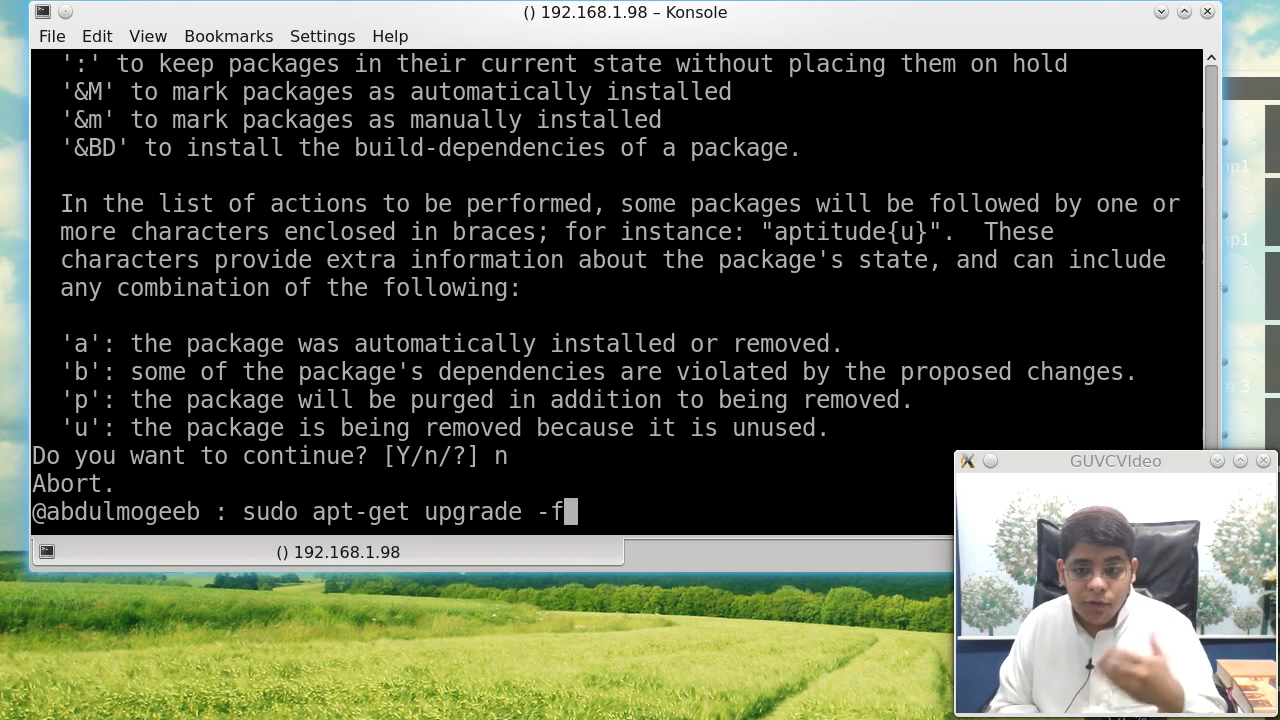 () 192.168.1.98 – Konsole
File Edit View Bookmarks Settings Help
':' to keep packages in their current state without placing them on hold
'&M' to mark packages as automatically installed
'&m' to mark packages as manually installed
'&BD' to install the build-dependencies of a package.
In the list of actions to be performed, some packages will be followed by one or
more characters enclosed in braces; for instance: "aptitude{u}".  These
characters provide extra information about the package's state, and can include
any combination of the following:
'a': the package was automatically installed or removed.
'b': some of the package's dependencies are violated by the proposed changes.
'p': the package will be purged in addition to being removed.
'u': the package is being removed because it is unused.
Do you want to continue? [Y/n/?] n
Abort.
@abdulmogeeb : sudo apt-get upgrade -f
() 192.168.1.98
GUVCVIdeo